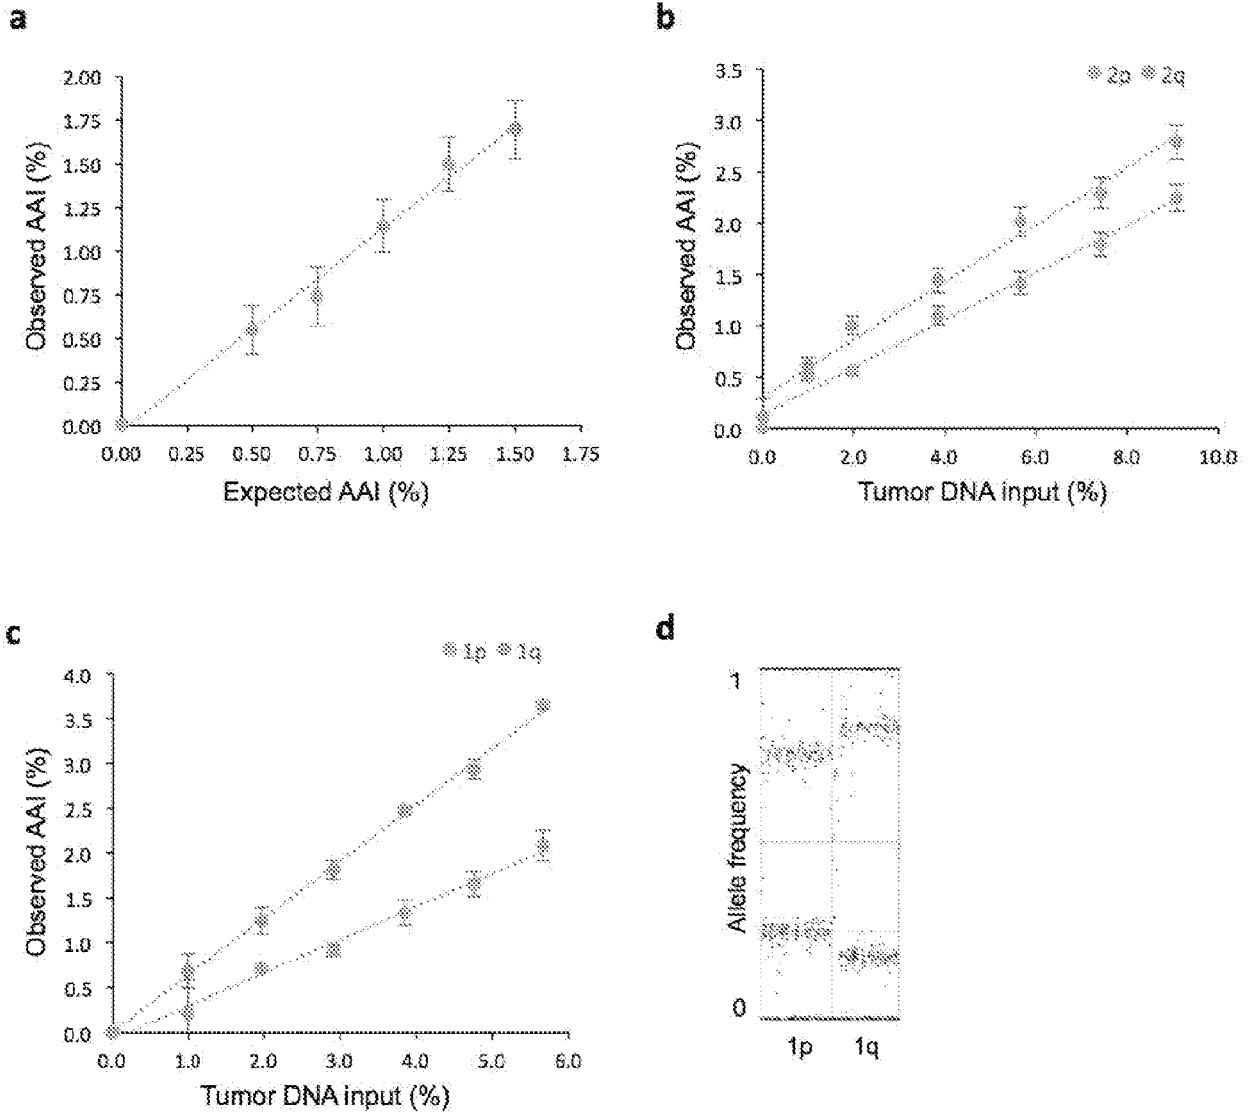 a
2.00
1.75
1.50
1.25
1.00
0.75
0.50
0.25
0.00
Observed AAI (%)
0.00 0.25 0.50 0.75 1.00 1.25 1.50 1.75
Expected AAI (%)
b
2p 2q
3.5
3.0
2.5
2.0
1.5
1.0
0.5
0.0
Observed AAI (%)
0.0 2.0 4.0 6.0 8.0 10.0
Tumor DNA input (%)
c
1p 1q
4.0
3.5
3.0
2.5
2.0
1.5
1.0
0.5
0.0
Observed AAI (%)
0.0 1.0 2.0 3.0 4.0 5.0 6.0
Tumor DNA input (%)
d
1
Allele frequency
0
1p 1q